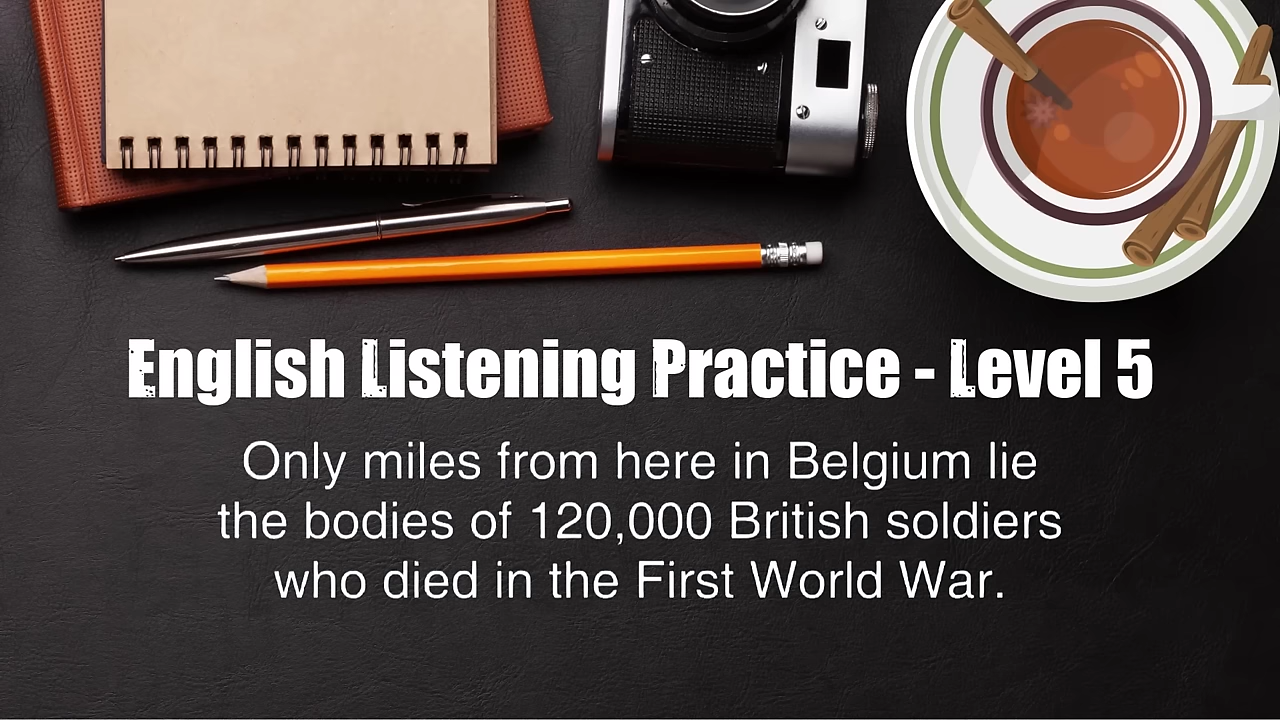 English Listening Practice - Level 5
Only miles from here in Belgium lie
the bodies of 120,000 British soldiers
who died in the First World War.